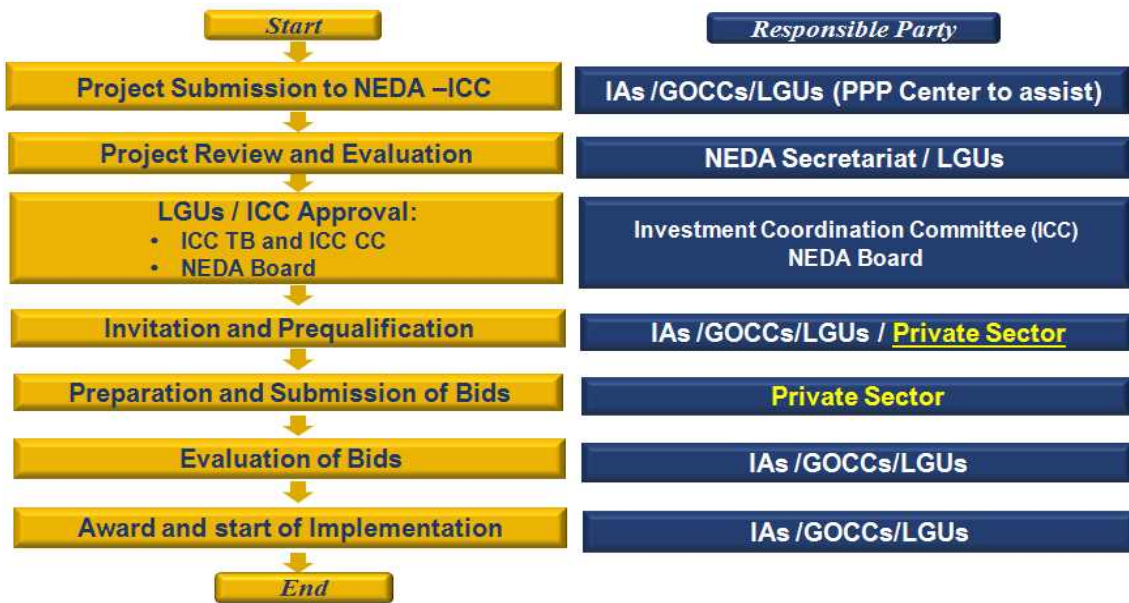 Start
Responsible Party
Project Submission to NEDA –ICC
IAs /GOCCs/LGUs (PPP Center to assist)
Project Review and Evaluation
NEDA Secretariat / LGUs
LGUs / ICC Approval:
• ICC TB and ICC CC
• NEDA Board
Investment Coordination Committee (ICC)
NEDA Board
Invitation and Prequalification
IAs /GOCCs/LGUs / Private Sector
Preparation and Submission of Bids
Private Sector
Evaluation of Bids
IAs /GOCCs/LGUs
Award and start of Implementation
IAs /GOCCs/LGUs
End